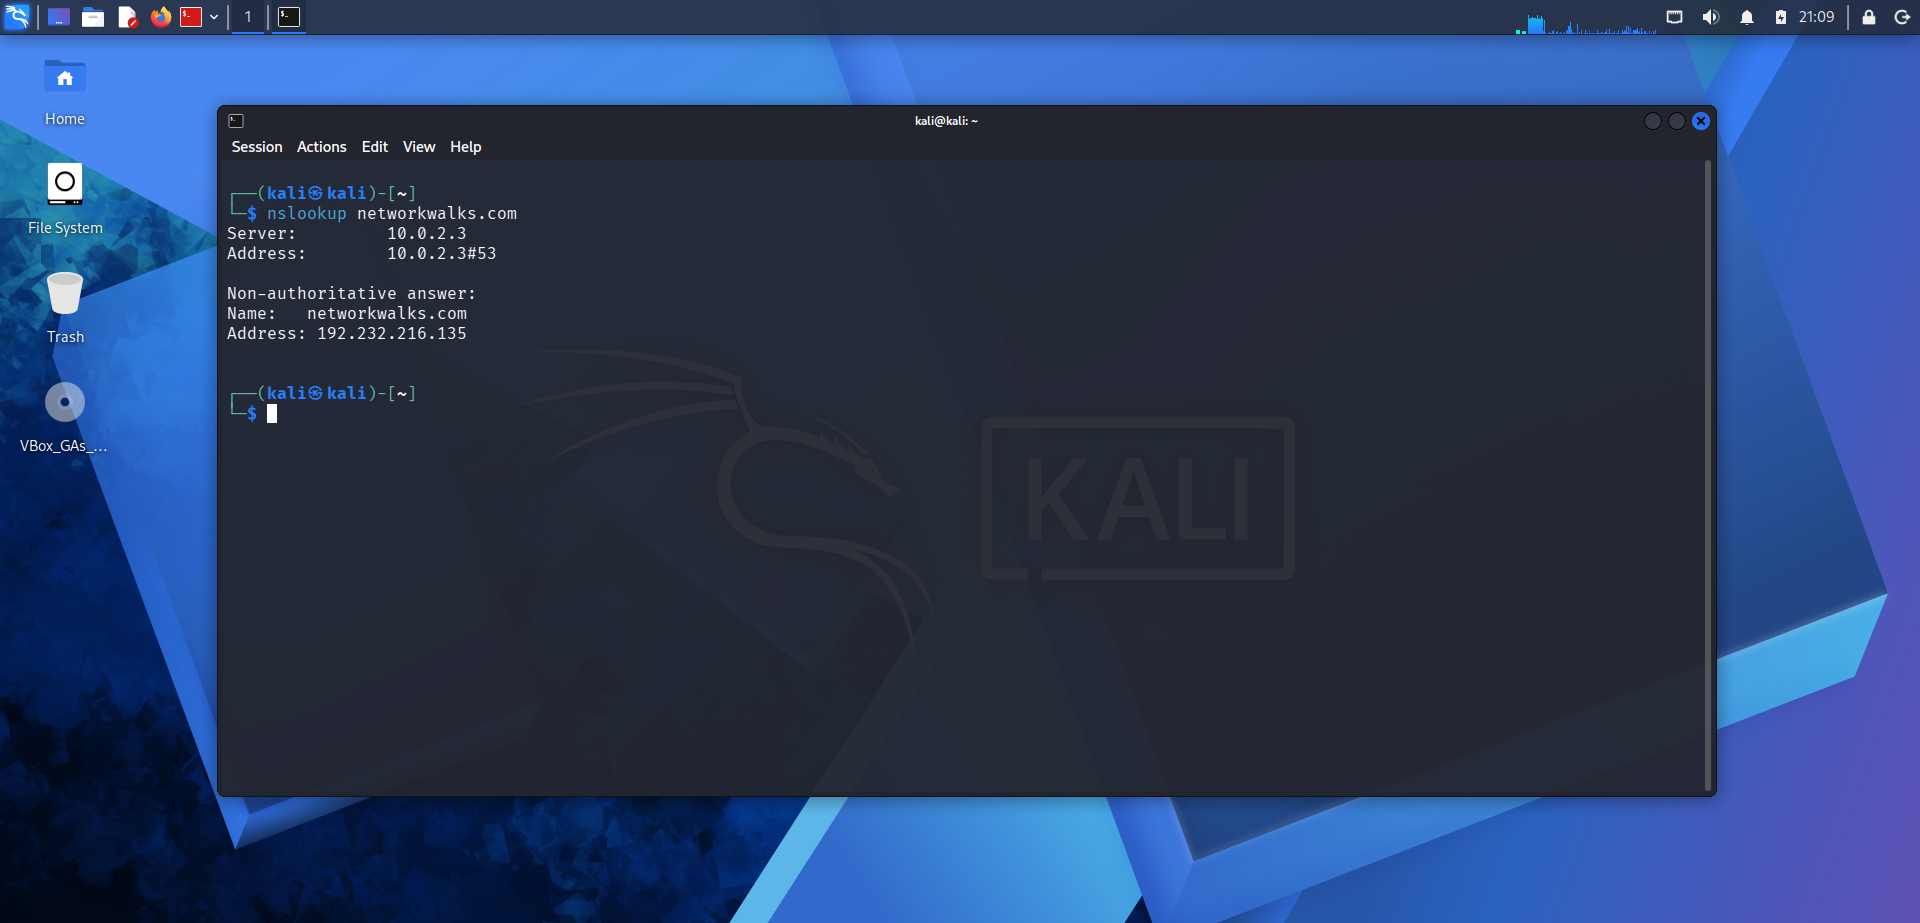 1
21:09
Home
File System
Trash
VBox_GAs_...
kali@kali: ~
Session Actions Edit View Help
┌──(kali㉿kali)-[~]
└─$ nslookup networkwalks.com
Server:         10.0.2.3
Address:        10.0.2.3#53
Non-authoritative answer:
Name:   networkwalks.com
Address: 192.232.216.135
┌──(kali㉿kali)-[~]
└─$
KALI